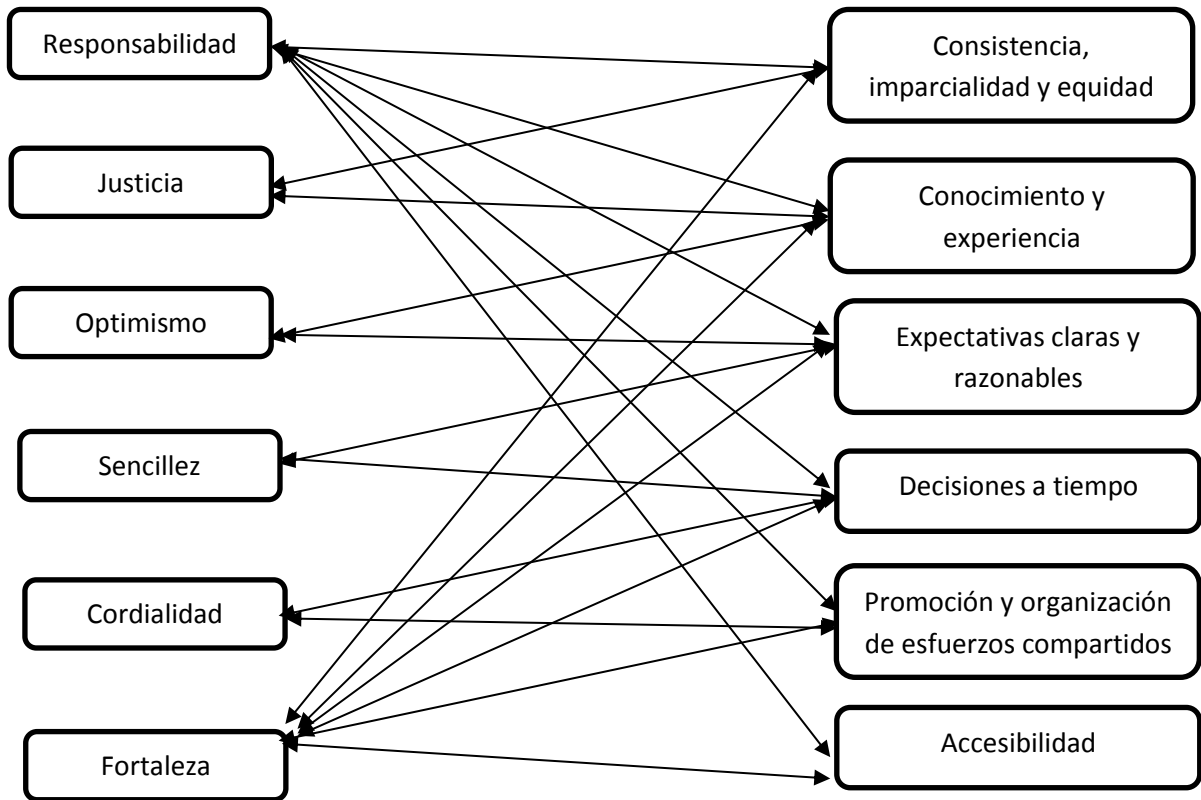 Responsabilidad
Justicia
Optimismo
Sencillez
Cordialidad
Fortaleza
Consistencia,
imparcialidad y equidad
Conocimiento y
experiencia
Expectativas claras y
razonables
Decisiones a tiempo
Promoción y organización
de esfuerzos compartidos
Accesibilidad